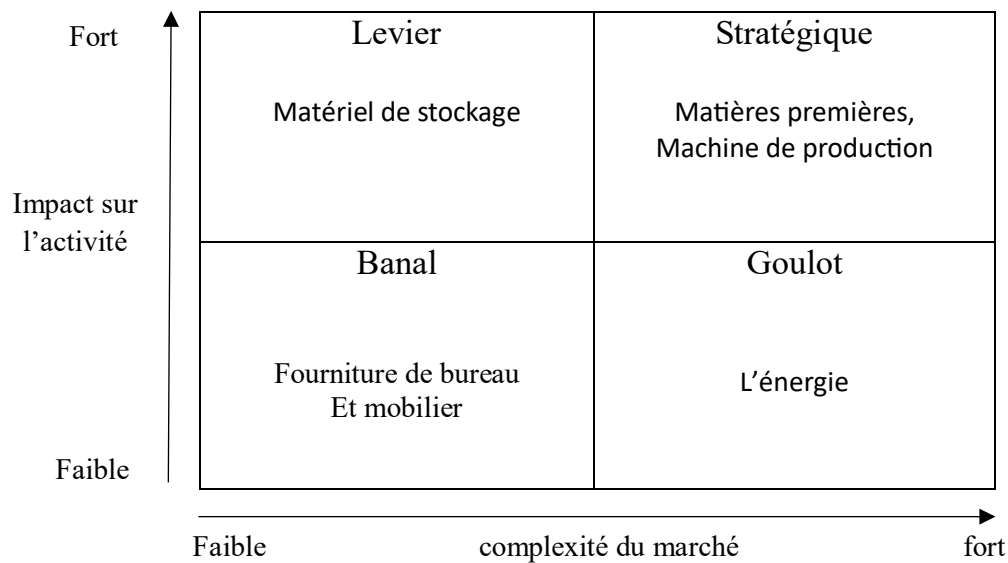 Fort
Levier
Stratégique
Matériel de stockage
Matières premières,
Machine de production
Impact sur
l’activité
Banal
Goulot
Fourniture de bureau
Et mobilier
L’énergie
Faible
Faible
complexité du marché
fort